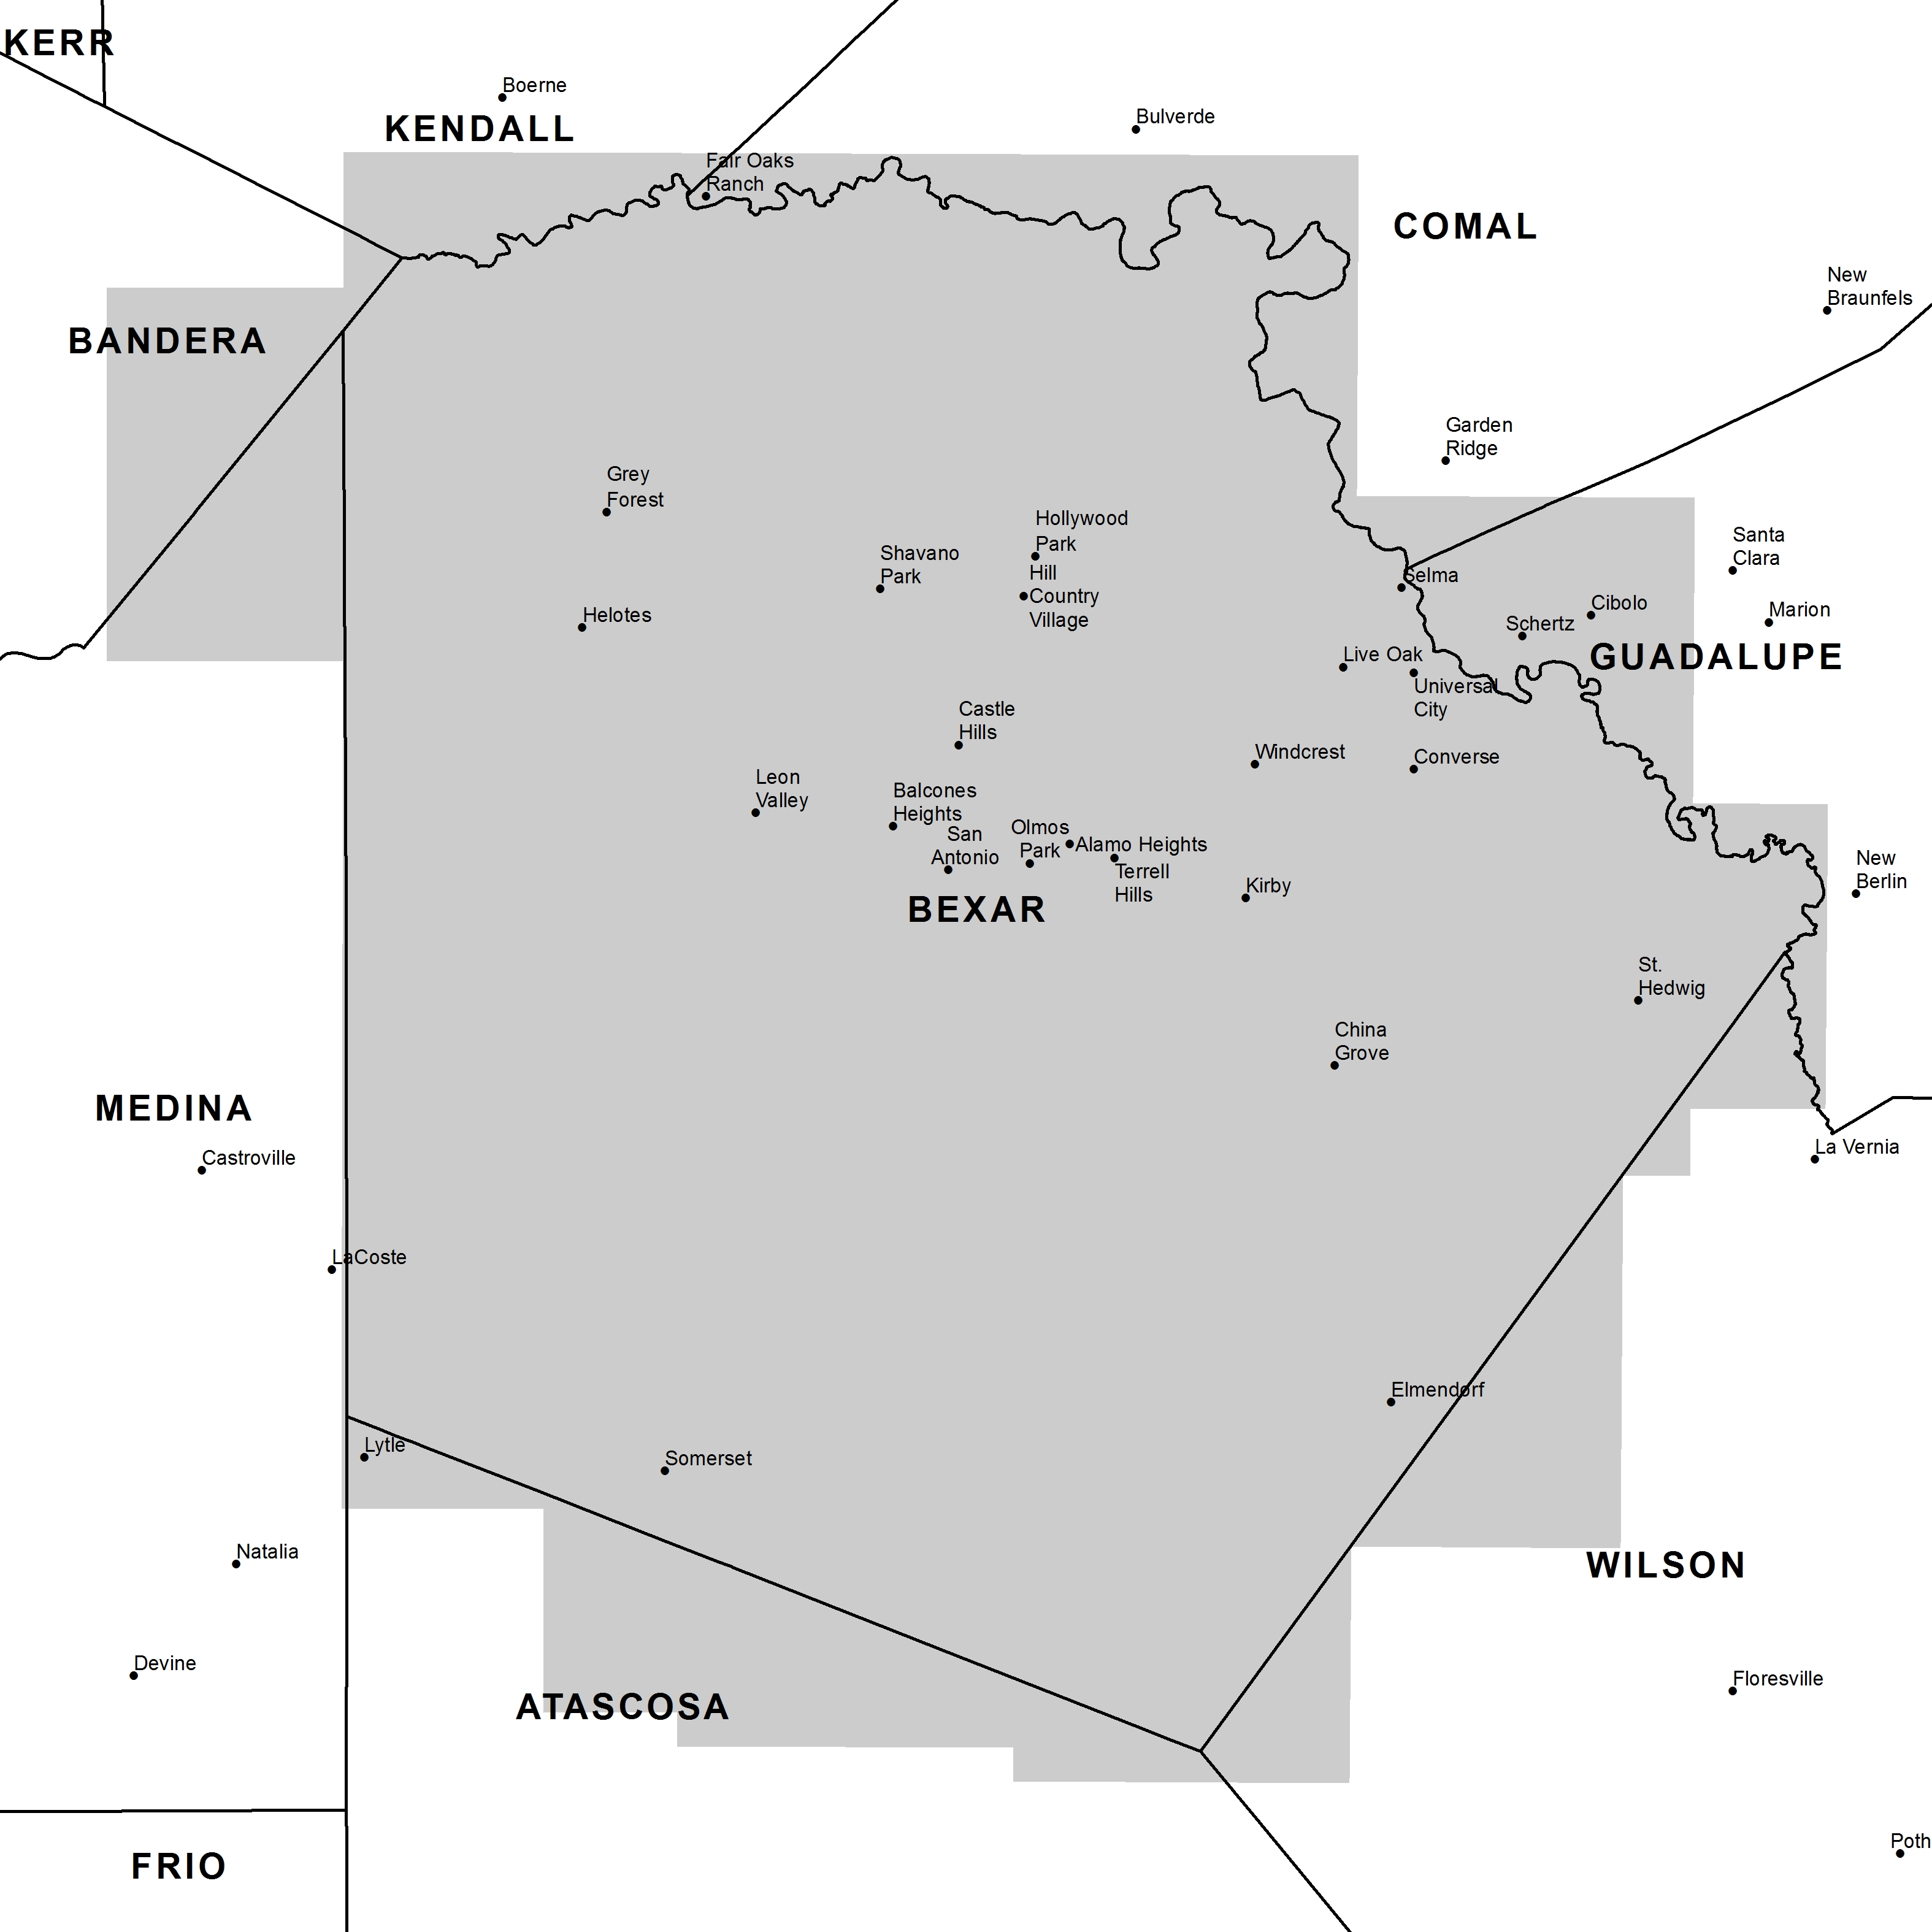 KERR
Boerne
KENDALL
Bulverde
Fair Oaks
Ranch
COMAL
New
Braunfels
BANDERA
Garden
Ridge
Grey
Forest
Hollywood
Park
Shavano
Park
Hill
Country
Village
Santa
Clara
Selma
Helotes
Cibolo
Schertz
Marion
GUADALUPE
Live Oak
Universal
City
Castle
Hills
Windcrest
Converse
Leon
Valley
Balcones
Heights
San
Antonio
Olmos
Park
Alamo Heights
Terrell
Hills
Kirby
New
Berlin
BEXAR
St.
Hedwig
China
Grove
MEDINA
Castroville
La Vernia
LaCoste
Elmendorf
Lytle
Somerset
Natalia
WILSON
Devine
Floresville
ATASCOSA
Poth
FRIO